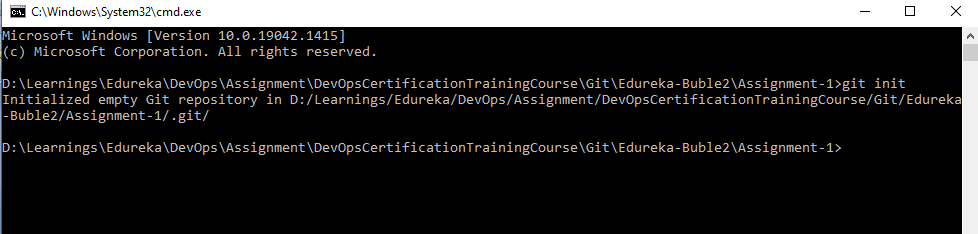 C:\Windows\System32\cmd.exe
Microsoft Windows [Version 10.0.19042.1415]
(c) Microsoft Corporation. All rights reserved.
D:\Learnings\Edureka\DevOps\Assignment\DevOpsCertificationTrainingCourse\Git\Edureka-Buble2\Assignment-1>git init
Initialized empty Git repository in D:/Learnings/Edureka/DevOps/Assignment/DevOpsCertificationTrainingCourse/Git/Edureka
-Buble2/Assignment-1/.git/
D:\Learnings\Edureka\DevOps\Assignment\DevOpsCertificationTrainingCourse\Git\Edureka-Buble2\Assignment-1>